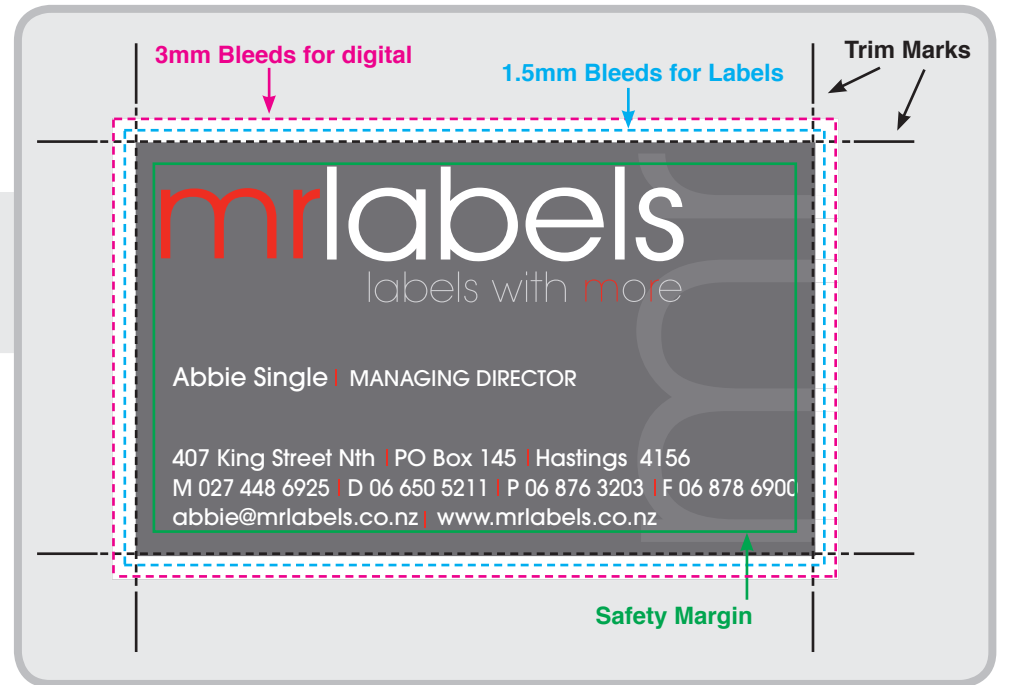 3mm Bleeds for digital
1.5mm Bleeds for Labels
Trim Marks
mrlabels
labels with more
Abbie Single | MANAGING DIRECTOR
407 King Street Nth | PO Box 145 | Hastings 4156
M 027 448 6925 | D 06 650 5211 | P 06 876 3203 | F 06 878 6900
abbie@mrlabels.co.nz | www.mrlabels.co.nz
Safety Margin